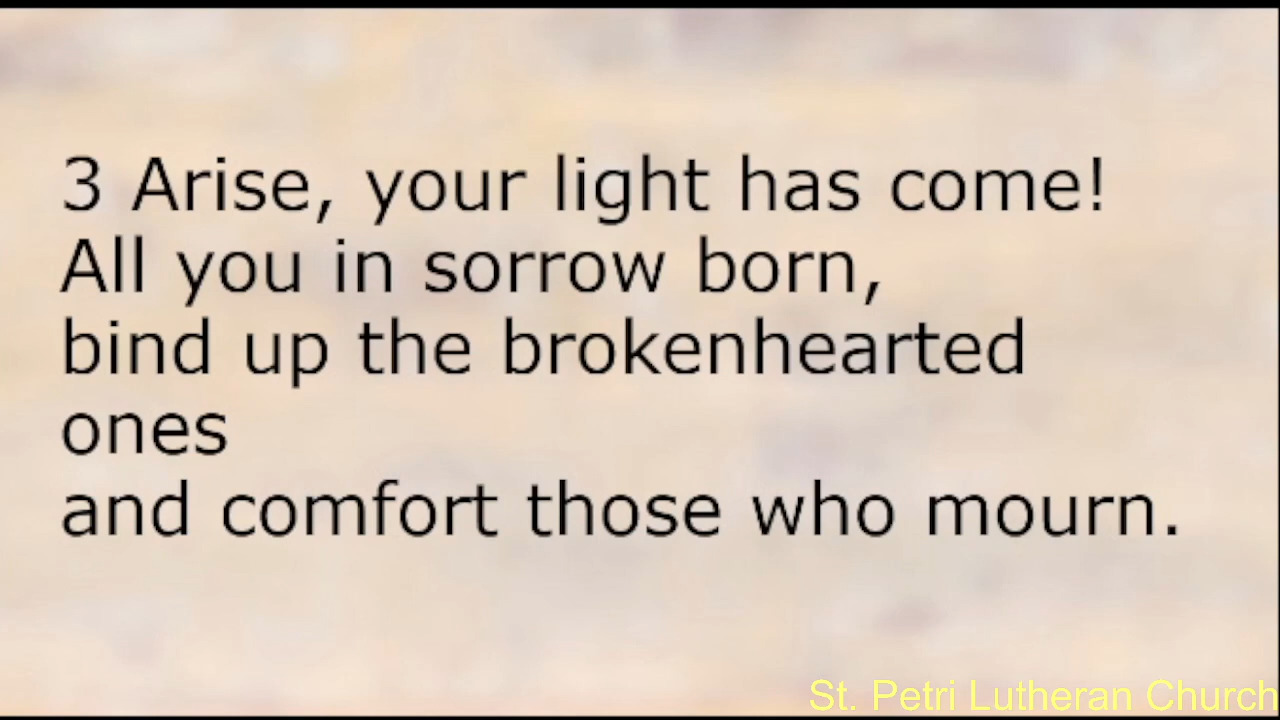 3 Arise, your light has come!
All you in sorrow born,
bind up the brokenhearted
ones
and comfort those who mourn.
St. Petri Lutheran Church